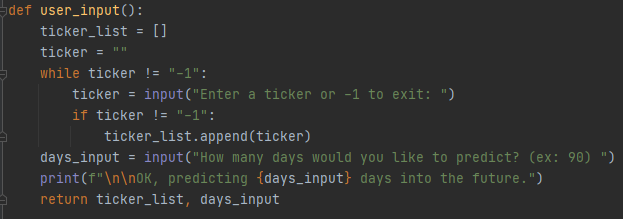 def user_input():
    ticker_list = []
    ticker = ""
    while ticker != "-1":
        ticker = input("Enter a ticker or -1 to exit: ")
        if ticker != "-1":
            ticker_list.append(ticker)
    days_input = input("How many days would you like to predict? (ex: 90) ")
    print(f"\n\nOK, predicting {days_input} days into the future.")
    return ticker_list, days_input